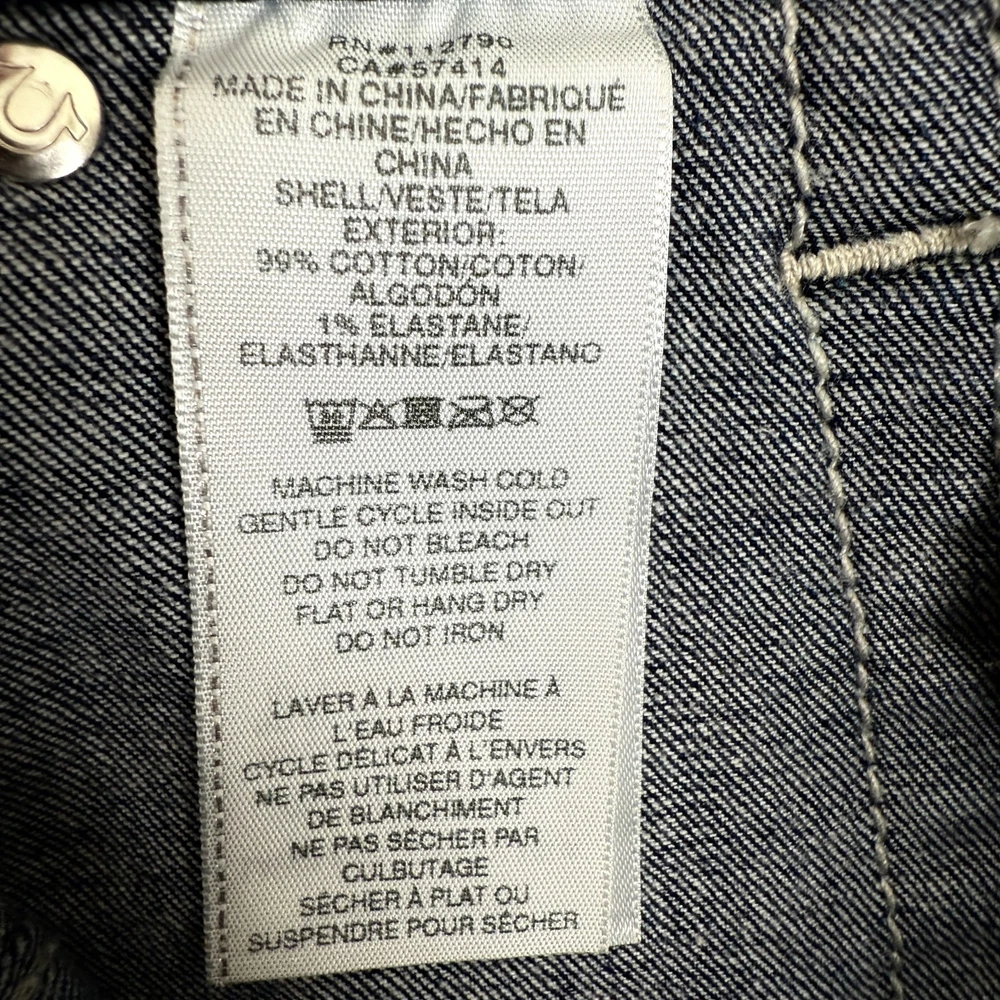 RN#112790
CA#57414
MADE IN CHINA/FABRIQUÉ
EN CHINE/HECHO EN
CHINA
SHELL/VESTE/TELA
EXTERIOR:
99% COTTON/COTON/
ALGODÓN
1% ELASTANE/
ELASTHANNE/ELASTANO
MACHINE WASH COLD
GENTLE CYCLE INSIDE OUT
DO NOT BLEACH
DO NOT TUMBLE DRY
FLAT OR HANG DRY
DO NOT IRON
LAVER À LA MACHINE À
L'EAU FROIDE
CYCLE DÉLICAT À L'ENVERS
NE PAS UTILISER D'AGENT
DE BLANCHIMENT
NE PAS SÉCHER PAR
CULBUTAGE
SÉCHER À PLAT OU
SUSPENDRE POUR SÉCHER